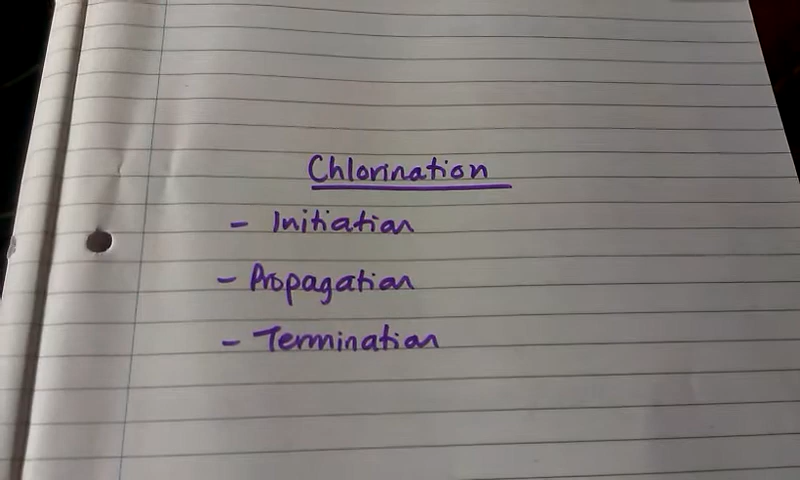 Chlorination
- Initiation
- Propagation
- Termination